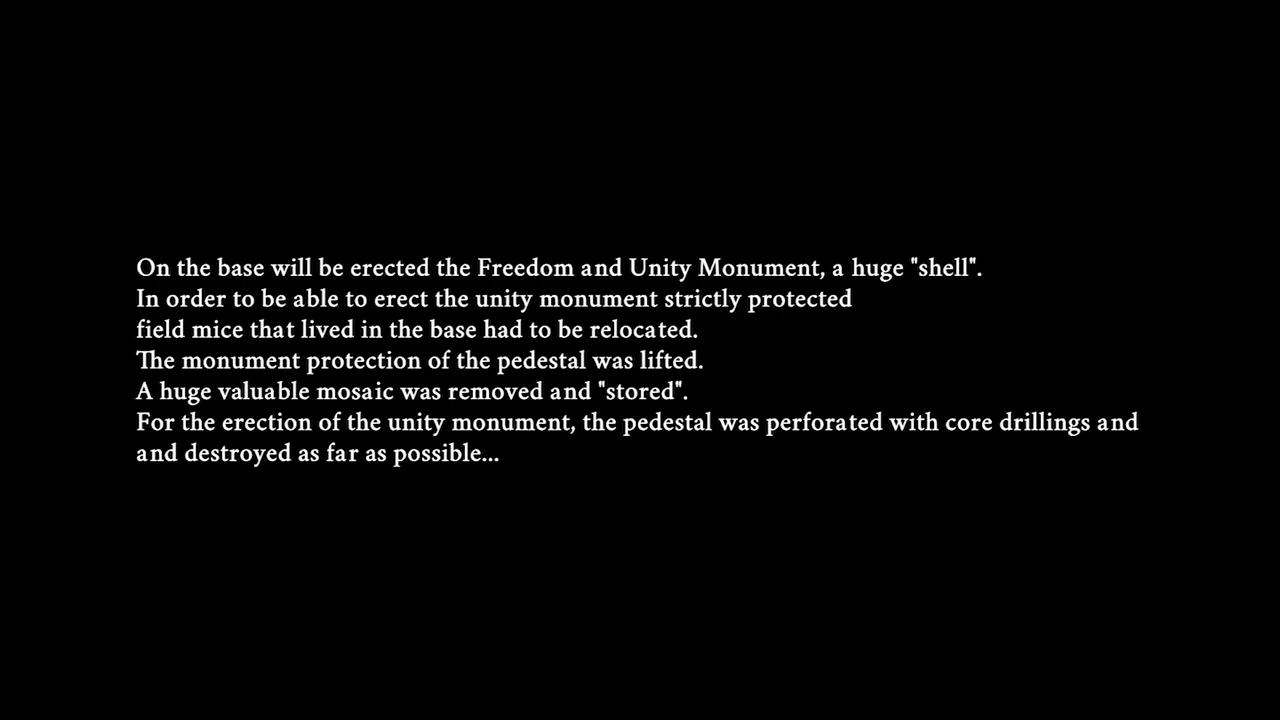 On the base will be erected the Freedom and Unity Monument, a huge "shell".
In order to be able to erect the unity monument strictly protected
field mice that lived in the base had to be relocated.
The monument protection of the pedestal was lifted.
A huge valuable mosaic was removed and "stored".
For the erection of the unity monument, the pedestal was perforated with core drillings and
and destroyed as far as possible...